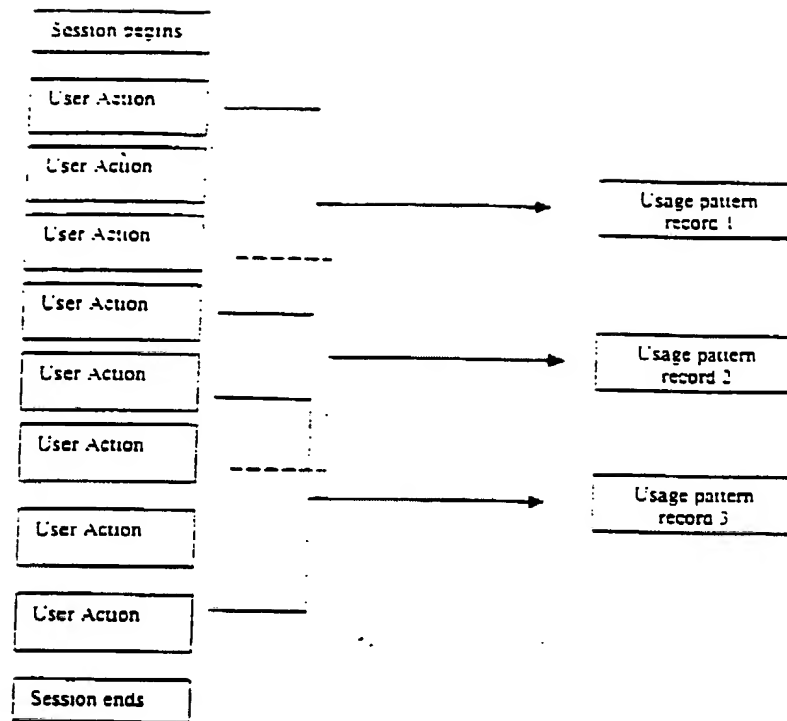 Session begins
User Action
User Action
User Action
User Action
User Action
User Action
User Action
User Action
Session ends
Usage pattern
record 1
Usage pattern
record 2
Usage pattern
record 3